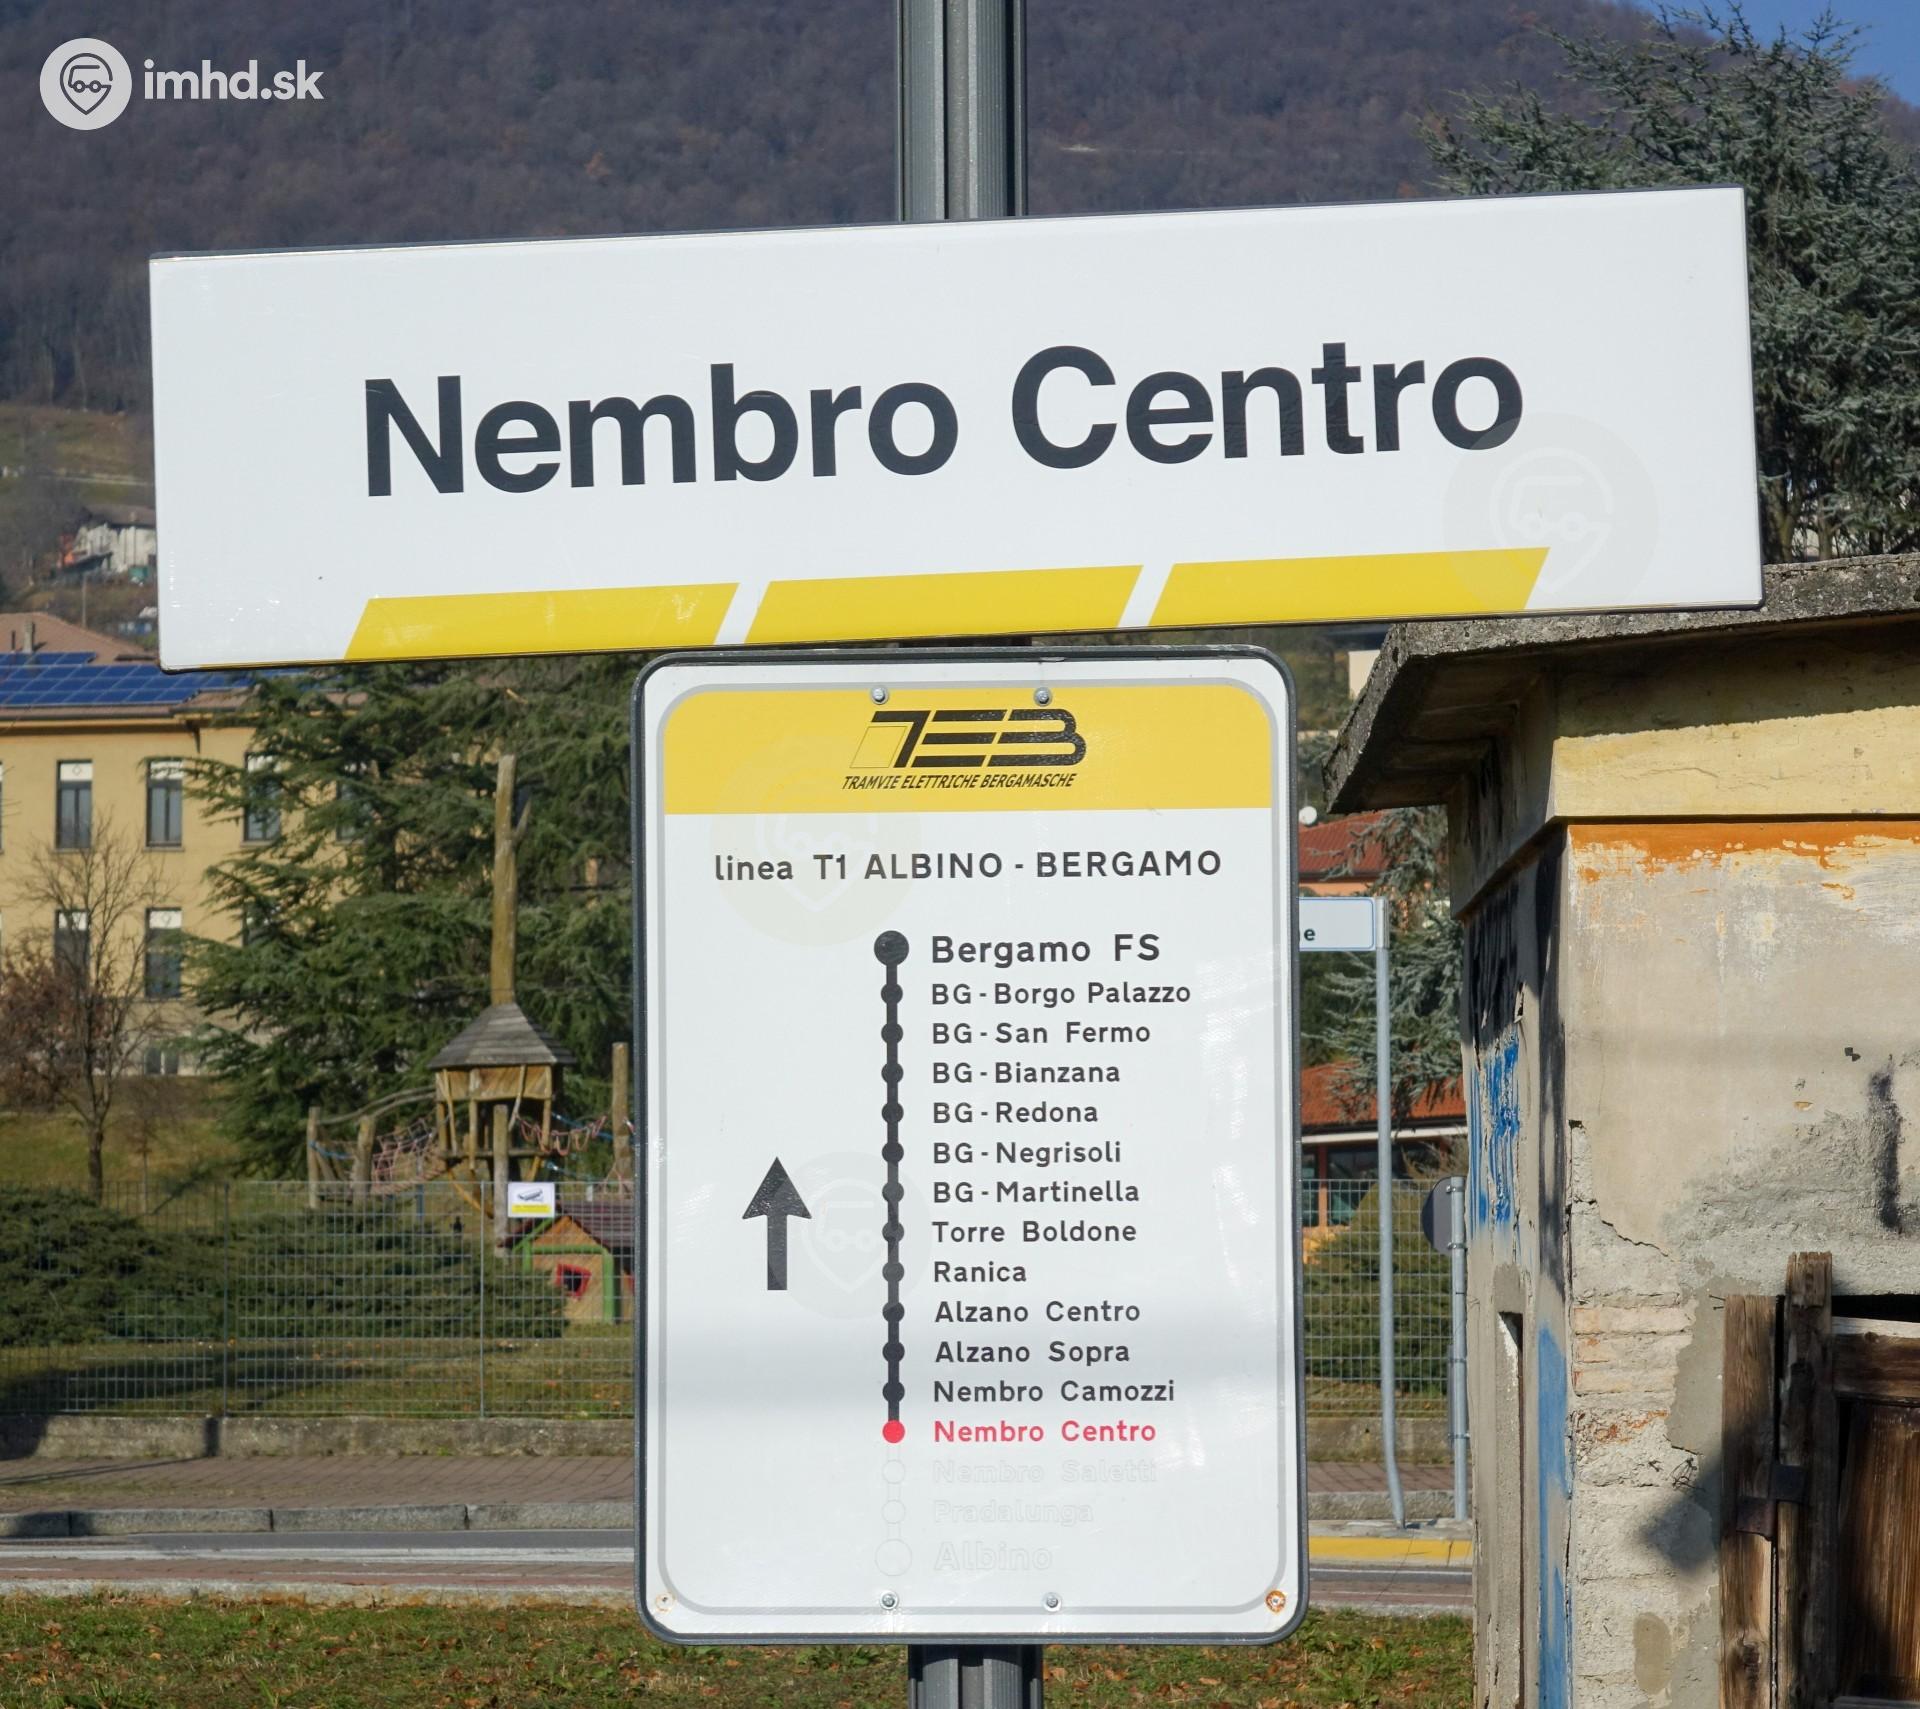 imhd.sk
Nembro Centro
TEB
TRAMVIE ELETTRICHE BERGAMASCHE
linea T1 ALBINO - BERGAMO
Bergamo FS
BG - Borgo Palazzo
BG - San Fermo
BG - Bianzana
BG - Redona
BG - Negrisoli
BG - Martinella
Torre Boldone
Ranica
Alzano Centro
Alzano Sopra
Nembro Camozzi
Nembro Centro
Nembro Saletti
Pradalunga
Albino